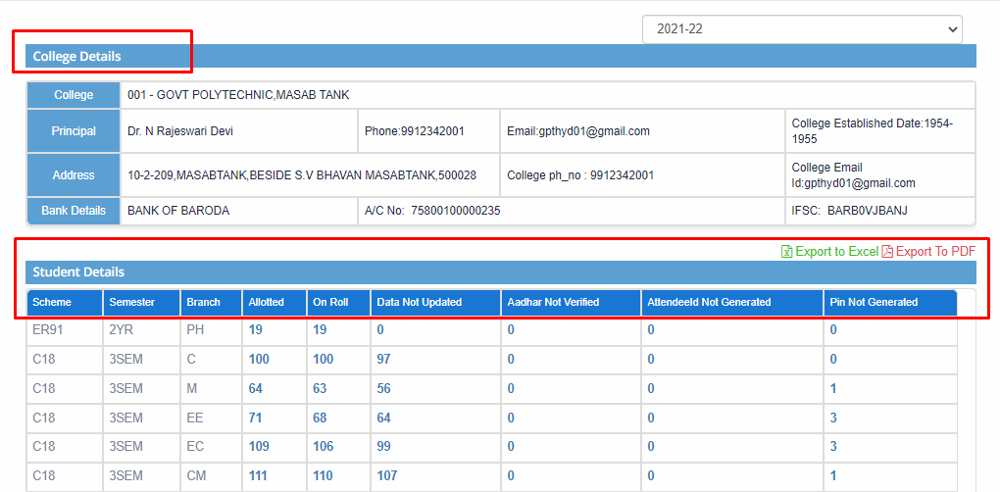 2021-22
College Details
College 001 - GOVT POLYTECHNIC,MASAB TANK
Principal Dr. N Rajeswari Devi Phone:9912342001 Email:gpthyd01@gmail.com College Established Date:1954-
1955
Address 10-2-209,MASABTANK,BESIDE S.V BHAVAN MASABTANK,500028 College ph_no : 9912342001 College Email
Id:gpthyd01@gmail.com
Bank Details BANK OF BARODA A/C No: 75800100000235 IFSC: BARB0VJBANJ
Export to Excel Export To PDF
Student Details
Scheme Semester Branch Allotted On Roll Data Not Updated Aadhar Not Verified AttendeeId Not Generated Pin Not Generated
ER91 2YR PH 19 19 0 0 0 0
C18 3SEM C 100 100 97 0 0 0
C18 3SEM M 64 63 56 0 0 1
C18 3SEM EE 71 68 64 0 0 3
C18 3SEM EC 109 106 99 0 0 3
C18 3SEM CM 111 110 107 0 0 1